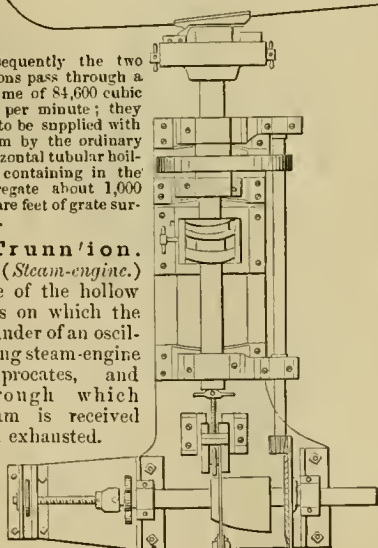 sequently the two
ons pass through a
me of 84,600 cubic
per minute; they
to be supplied with
m by the ordinary
zontal tubular boil-
containing in the
regate about 1,000
are feet of grate sur-
Trunn'ion.
(Steam-engine.)
e of the hollow
s on which the
nder of an oscil-
ng steam-engine
procates, and
rough which
am is received
exhausted.